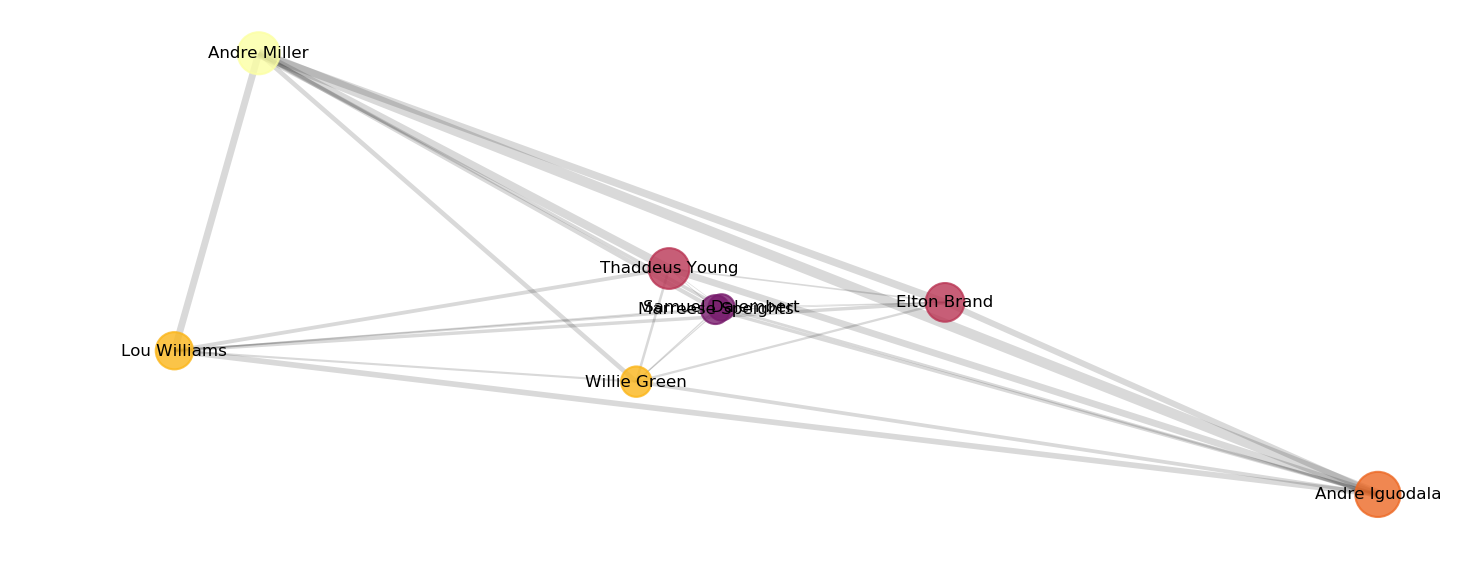 Andre Miller
Thaddeus Young
Elton Brand
Samuel Dalembert
Marreese Speights
Lou Williams
Willie Green
Andre Iguodala